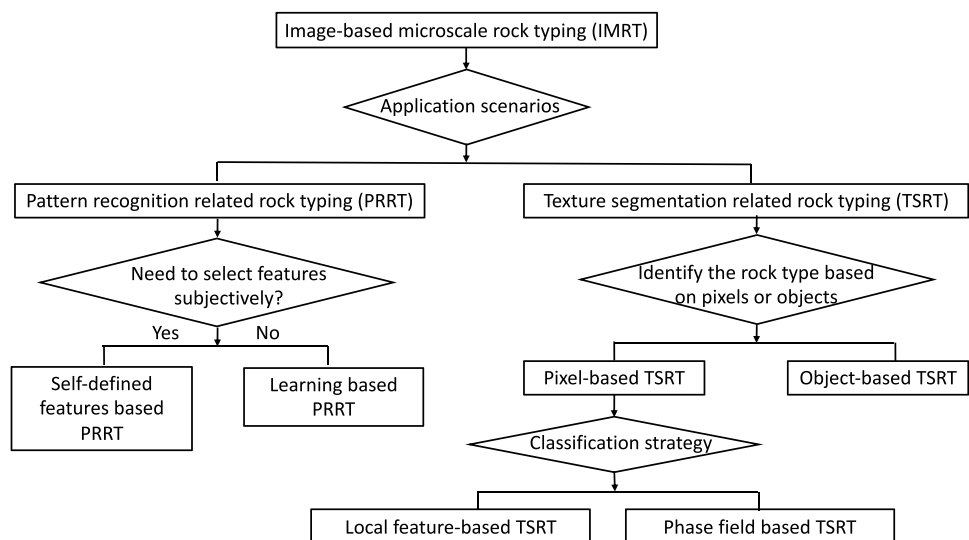 Image-based microscale rock typing (IMRT)
Application scenarios
Pattern recognition related rock typing (PRRT)
Texture segmentation related rock typing (TSRT)
Need to select features
subjectively?
Identify the rock type based
on pixels or objects
Yes
No
Self-defined
features based
PRRT
Learning based
PRRT
Pixel-based TSRT
Object-based TSRT
Classification strategy
Local feature-based TSRT
Phase field based TSRT